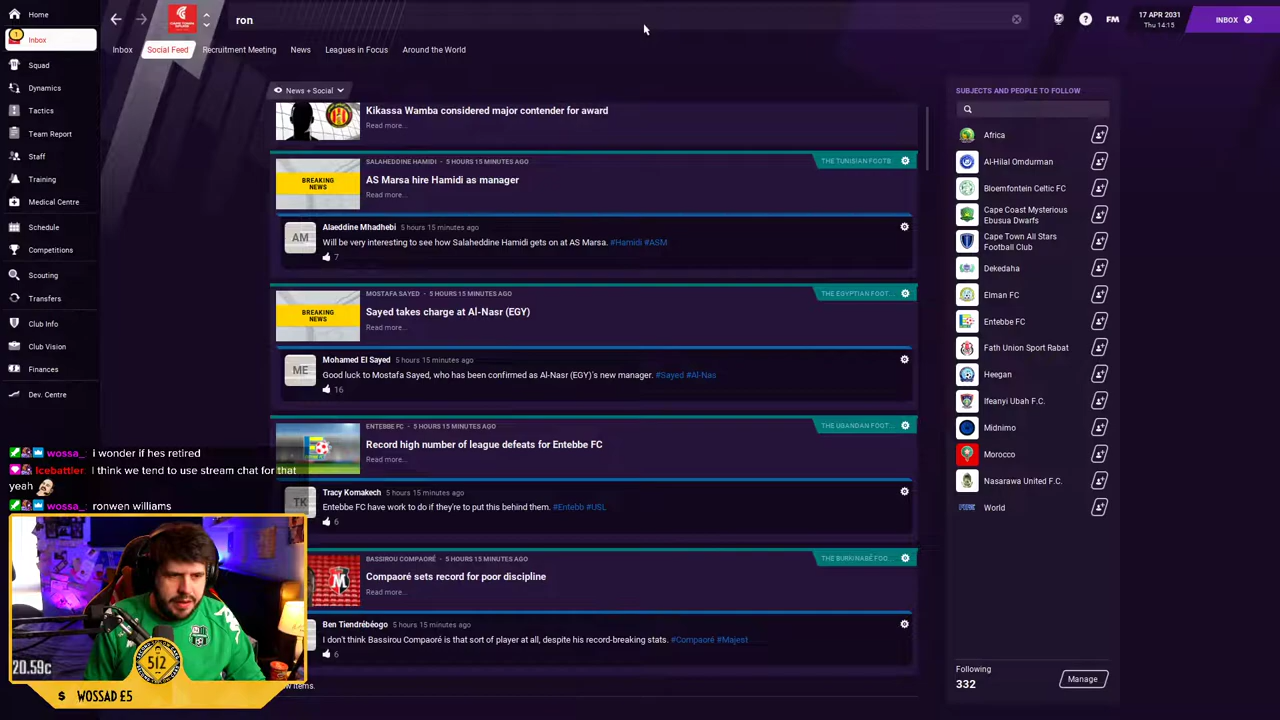 Home
ron
17 APR 2031
Thu 14:15
INBOX
FM
1
Inbox
Inbox
Social Feed
Recruitment Meeting
News
Leagues in Focus
Around the World
Squad
Dynamics
Tactics
Team Report
Staff
Training
Medical Centre
Schedule
Competitions
Scouting
Transfers
Club Info
Club Vision
Finances
Dev. Centre
News + Social
Kikassa Wamba considered major contender for award
Read more...
SALAHEDDINE HAMIDI - 5 HOURS 15 MINUTES AGO
THE TUNISIAN FOOTB
BREAKING
NEWS
AS Marsa hire Hamidi as manager
Read more...
AM
Alaeddine Mhadhebi 5 hours 15 minutes ago
Will be very interesting to see how Salaheddine Hamidi gets on at AS Marsa. #Hamidi #ASM
7
MOSTAFA SAYED - 5 HOURS 15 MINUTES AGO
THE EGYPTIAN FOOT...
BREAKING
NEWS
Sayed takes charge at Al-Nasr (EGY)
Read more...
ME
Mohamed El Sayed 5 hours 15 minutes ago
Good luck to Mostafa Sayed, who has been confirmed as Al-Nasr (EGY)'s new manager. #Sayed #Al-Nas
16
ENTEBBE FC - 5 HOURS 15 MINUTES AGO
THE UGANDAN FOOT...
Record high number of league defeats for Entebbe FC
Read more...
TK
Tracy Komakech 5 hours 15 minutes ago
Entebbe FC have work to do if they're to put this behind them. #Entebb #USL
6
BASSIROU COMPAORÉ - 5 HOURS 15 MINUTES AGO
THE BURKINABÉ FOO...
Compaoré sets record for poor discipline
Read more...
Ben Tiendrébéogo 5 hours 15 minutes ago
I don't think Bassirou Compaoré is that sort of player at all, despite his record-breaking stats. #Compaoré #Majest
6
items.
SUBJECTS AND PEOPLE TO FOLLOW
Africa
Al-Hilal Omdurman
Bloemfontein Celtic FC
Cape Coast Mysterious
Ebusua Dwarfs
Cape Town All Stars
Football Club
Dekedaha
Elman FC
Entebbe FC
Fath Union Sport Rabat
Heegan
Ifeanyi Ubah F.C.
Midnimo
Morocco
Nasarawa United F.C.
World
Following
332
Manage
wossa_: i wonder if hes retired
Icebattler: I think we tend to use stream chat for that
yeah
wossa_: ronwen williams
20.59c
512
$ WOSSAD £5